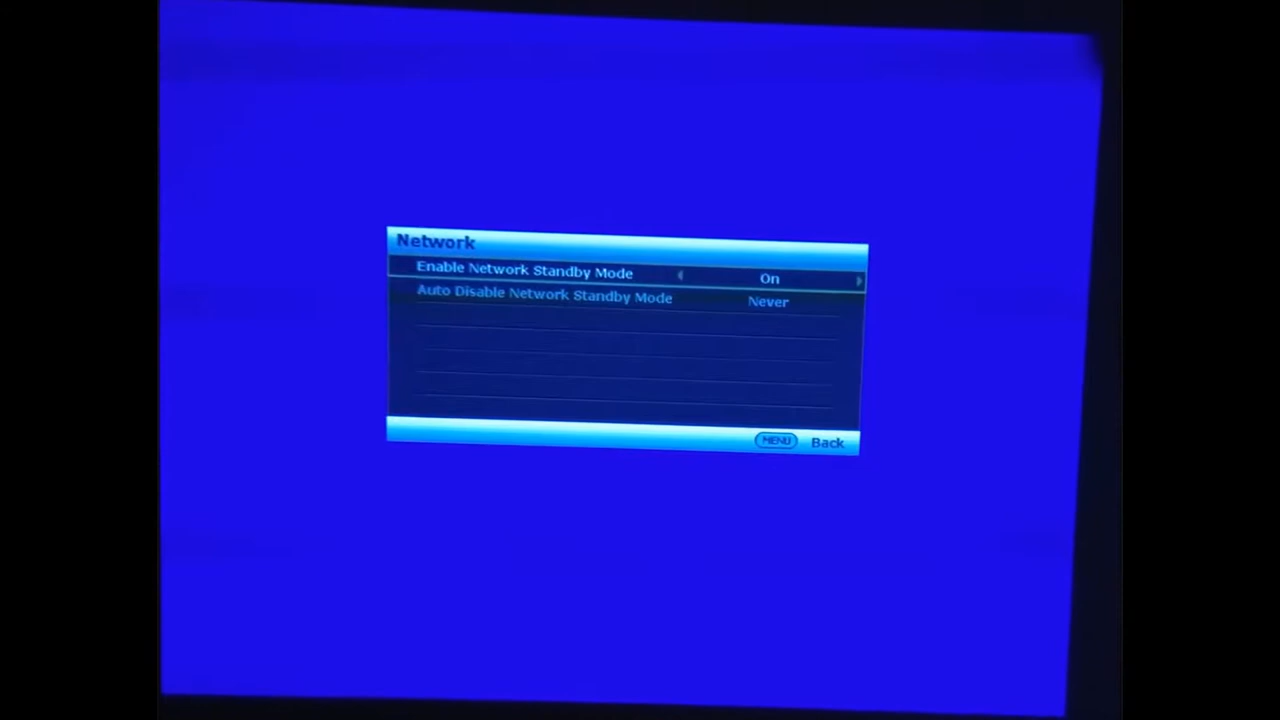 Network
Enable Network Standby Mode On
Auto Disable Network Standby Mode Never
MENU Back